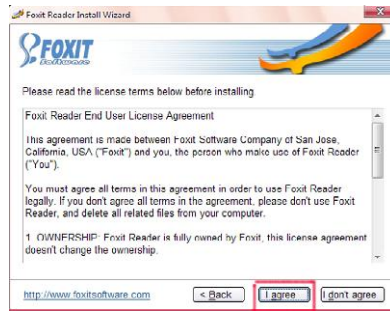 Foxit Reader Install Wizard
FOXIT
Software
Please read the license terms below before installing.
Foxit Reader End User License Agreement
This agreement is made between Foxit Software Company of San Jose,
California, USA ("Foxit") and you, the person who make use of Foxit Reader
("You").
You must agree all terms in this agreement in order to use Foxit Reader
legally. If you don't agree all terms in the agreement, please don't use Foxit
Reader, and delete all related files from your computer.
1. OWNERSHIP: Foxit Reader is fully owned by Foxit, this license agreement
doesn't change the ownership.
http://www.foxitsoftware.com
< Back
I agree
I don't agree